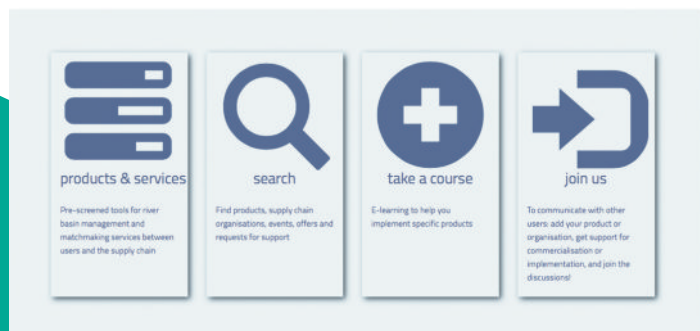 products & services
Pre-screened tools for river
basin management and
matchmaking services between
users and the supply chain
search
Find products, supply chain
organisations, events, offers and
requests for support
take a course
E-learning to help you
implement specific products
join us
To communicate with other
users: add your product or
organisation, get support for
commercialisation or
implementation, and join the
discussions!